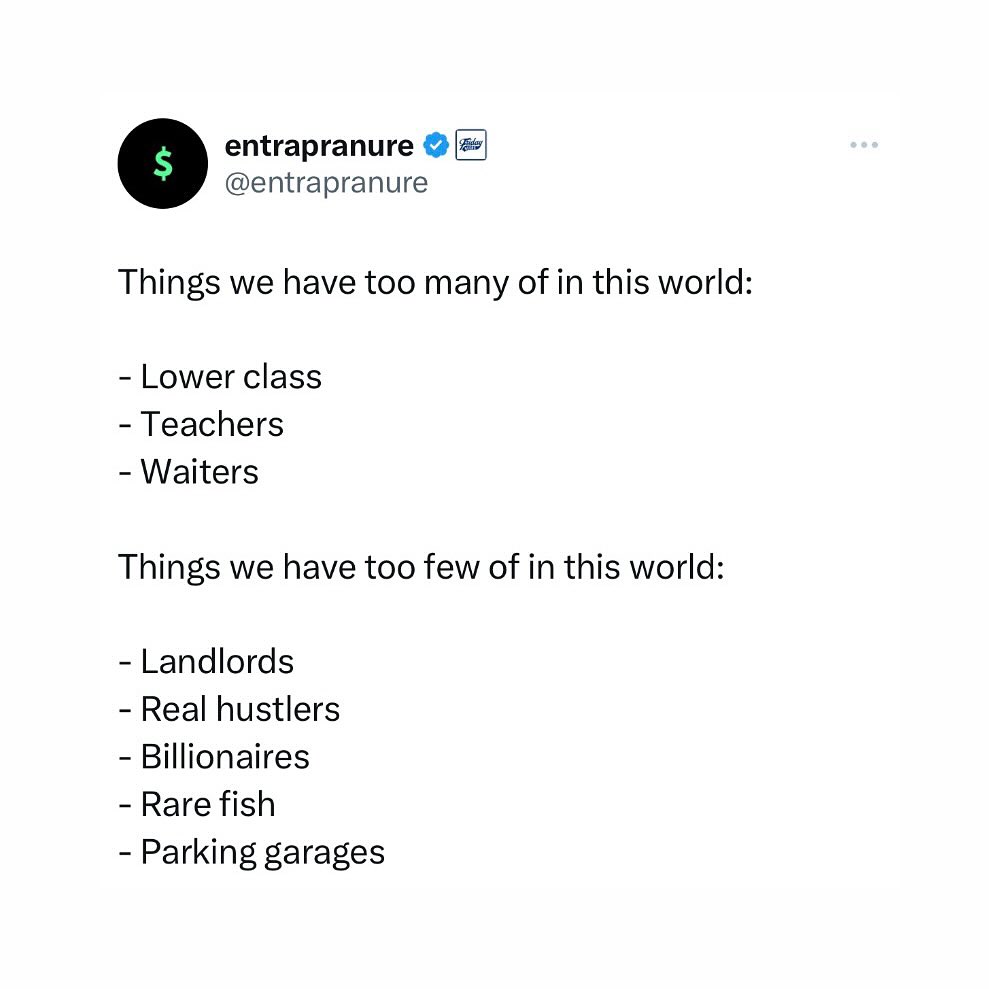 $
entrapranure
@entrapranure
Things we have too many of in this world:
- Lower class
- Teachers
- Waiters
Things we have too few of in this world:
- Landlords
- Real hustlers
- Billionaires
- Rare fish
- Parking garages